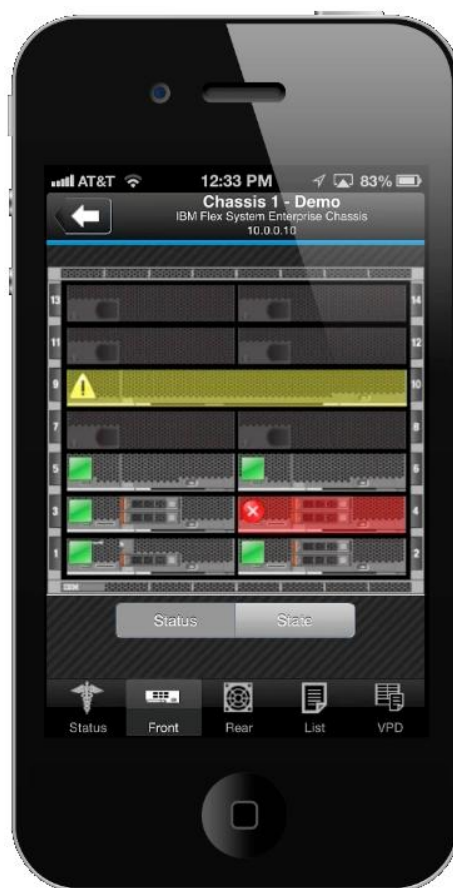 AT&T 12:33 PM 83%
Chassis 1 - Demo
IBM Flex System Enterprise Chassis
10.0.0.10
13 14
11 12
9 10
7 8
5 6
3 4
1 2
IBM
Status State
Status Front Rear List VPD